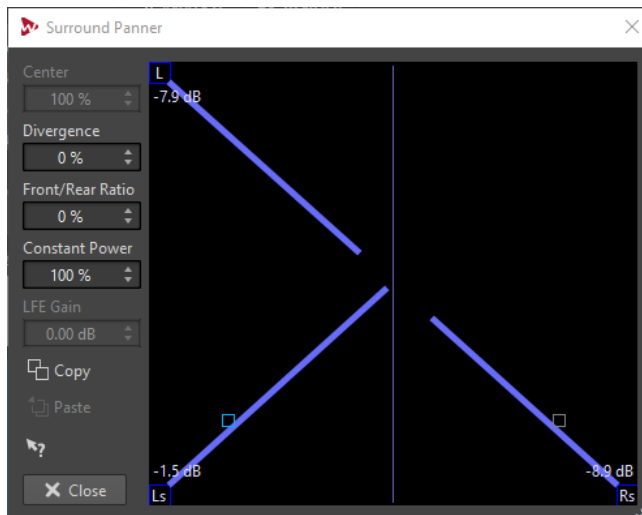 Surround Panner
Center
100 %
Divergence
0 %
Front/Rear Ratio
0 %
Constant Power
100 %
LFE Gain
0.00 dB
Copy
Paste
?
Close
L
-7.9 dB
-1.5 dB
-8.9 dB
Ls
Rs